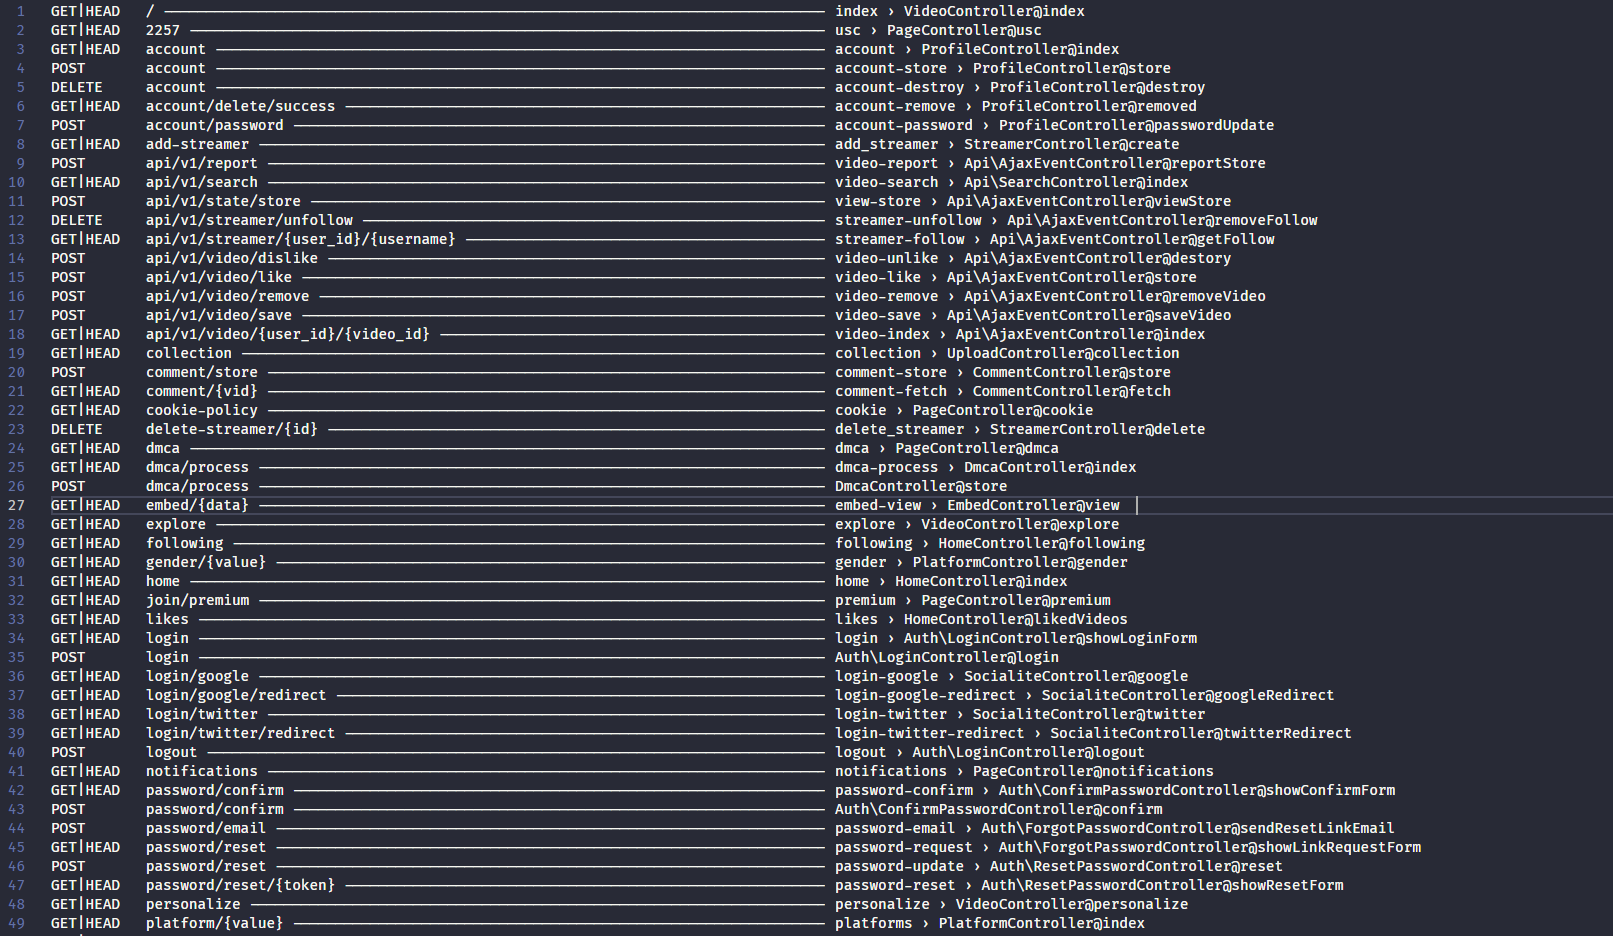 1 GET|HEAD / ─── index › VideoController@index
2 GET|HEAD 2257 ─── usc › PageController@usc
3 GET|HEAD account ─── account › ProfileController@index
4 POST account ─── account-store › ProfileController@store
5 DELETE account ─── account-destroy › ProfileController@destroy
6 GET|HEAD account/delete/success ─── account-remove › ProfileController@removed
7 POST account/password ─── account-password › ProfileController@passwordUpdate
8 GET|HEAD add-streamer ─── add_streamer › StreamerController@create
9 POST api/v1/report ─── video-report › Api\AjaxEventController@reportStore
10 GET|HEAD api/v1/search ─── video-search › Api\SearchController@index
11 POST api/v1/state/store ─── view-store › Api\AjaxEventController@viewStore
12 DELETE api/v1/streamer/unfollow ─── streamer-unfollow › Api\AjaxEventController@removeFollow
13 GET|HEAD api/v1/streamer/{user_id}/{username} ─── streamer-follow › Api\AjaxEventController@getFollow
14 POST api/v1/video/dislike ─── video-unlike › Api\AjaxEventController@destory
15 POST api/v1/video/like ─── video-like › Api\AjaxEventController@store
16 POST api/v1/video/remove ─── video-remove › Api\AjaxEventController@removeVideo
17 POST api/v1/video/save ─── video-save › Api\AjaxEventController@saveVideo
18 GET|HEAD api/v1/video/{user_id}/{video_id} ─── video-index › Api\AjaxEventController@index
19 GET|HEAD collection ─── collection › UploadController@collection
20 POST comment/store ─── comment-store › CommentController@store
21 GET|HEAD comment/{vid} ─── comment-fetch › CommentController@fetch
22 GET|HEAD cookie-policy ─── cookie › PageController@cookie
23 DELETE delete-streamer/{id} ─── delete_streamer › StreamerController@delete
24 GET|HEAD dmca ─── dmca › PageController@dmca
25 GET|HEAD dmca/process ─── dmca-process › DmcaController@index
26 POST dmca/process ─── DmcaController@store
27 GET|HEAD embed/{data} ─── embed-view › EmbedController@view
28 GET|HEAD explore ─── explore › VideoController@explore
29 GET|HEAD following ─── following › HomeController@following
30 GET|HEAD gender/{value} ─── gender › PlatformController@gender
31 GET|HEAD home ─── home › HomeController@index
32 GET|HEAD join/premium ─── premium › PageController@premium
33 GET|HEAD likes ─── likes › HomeController@likedVideos
34 GET|HEAD login ─── login › Auth\LoginController@showLoginForm
35 POST login ─── Auth\LoginController@login
36 GET|HEAD login/google ─── login-google › SocialiteController@google
37 GET|HEAD login/google/redirect ─── login-google-redirect › SocialiteController@googleRedirect
38 GET|HEAD login/twitter ─── login-twitter › SocialiteController@twitter
39 GET|HEAD login/twitter/redirect ─── login-twitter-redirect › SocialiteController@twitterRedirect
40 POST logout ─── logout › Auth\LoginController@logout
41 GET|HEAD notifications ─── notifications › PageController@notifications
42 GET|HEAD password/confirm ─── password-confirm › Auth\ConfirmPasswordController@showConfirmForm
43 POST password/confirm ─── Auth\ConfirmPasswordController@confirm
44 POST password/email ─── password-email › Auth\ForgotPasswordController@sendResetLinkEmail
45 GET|HEAD password/reset ─── password-request › Auth\ForgotPasswordController@showLinkRequestForm
46 POST password/reset ─── password-update › Auth\ResetPasswordController@reset
47 GET|HEAD password/reset/{token} ─── password-reset › Auth\ResetPasswordController@showResetForm
48 GET|HEAD personalize ─── personalize › VideoController@personalize
49 GET|HEAD platform/{value} ─── platforms › PlatformController@index